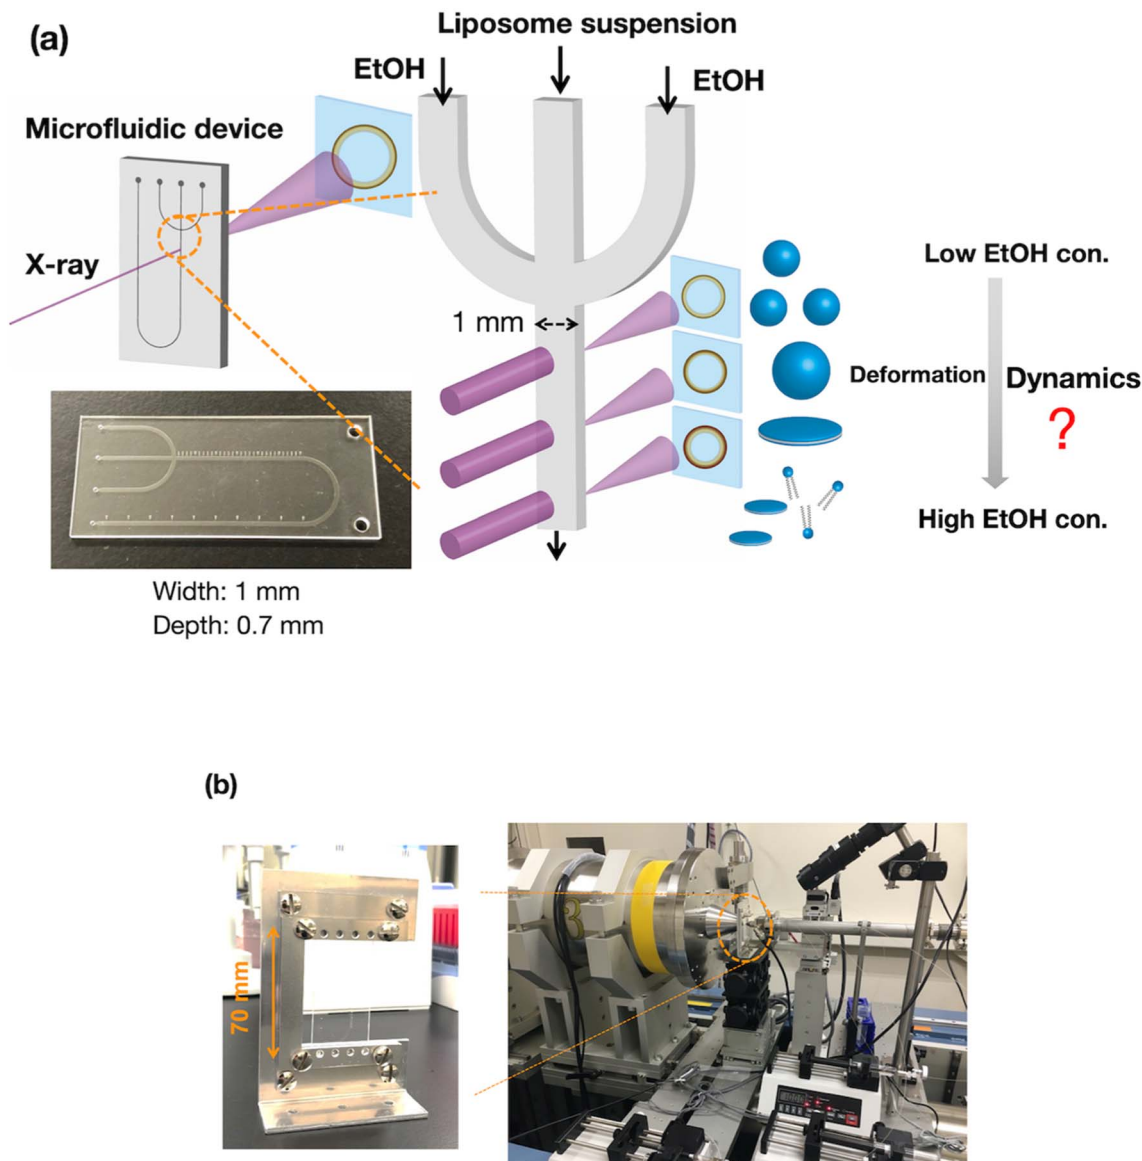 (a)
Liposome suspension
EtOH
EtOH
Microfluidic device
X-ray
1 mm
Low EtOH con.
Deformation
Dynamics
?
High EtOH con.
Width: 1 mm
Depth: 0.7 mm
(b)
70 mm
3